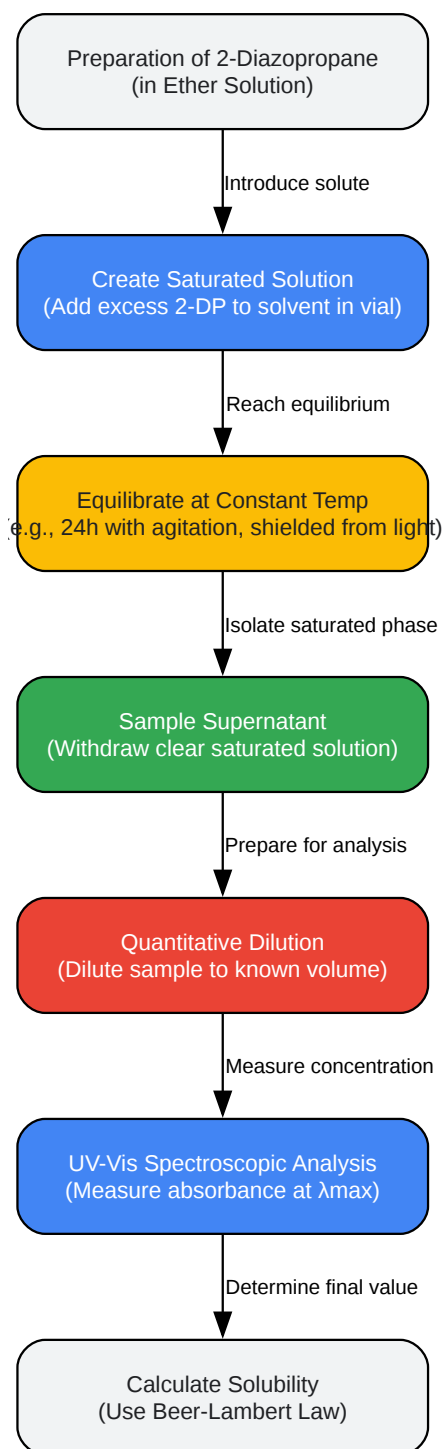 Preparation of 2-Diazopropane
(in Ether Solution)
Introduce solute
Create Saturated Solution
(Add excess 2-DP to solvent in vial)
Reach equilibrium
Equilibrate at Constant Temp
(e.g., 24h with agitation, shielded from light)
Isolate saturated phase
Sample Supernatant
(Withdraw clear saturated solution)
Prepare for analysis
Quantitative Dilution
(Dilute sample to known volume)
Measure concentration
UV-Vis Spectroscopic Analysis
(Measure absorbance at λmax)
Determine final value
Calculate Solubility
(Use Beer-Lambert Law)